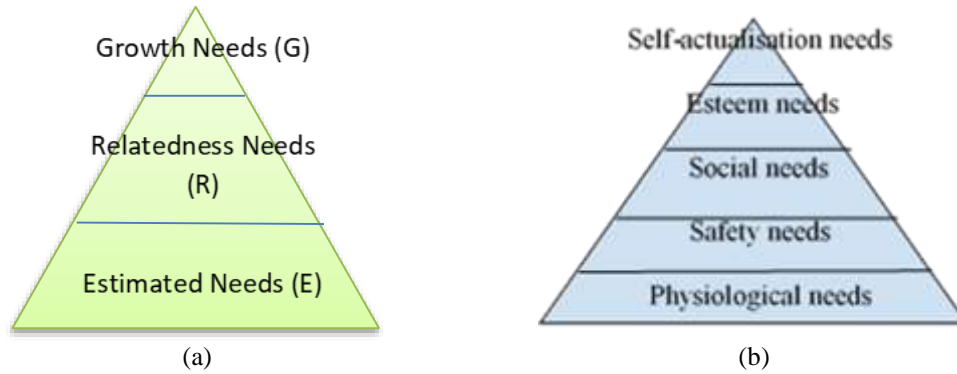 Growth Needs (G)
Relatedness Needs
(R)
Estimated Needs (E)
(a)
Self-actualisation needs
Esteem needs
Social needs
Safety needs
Physiological needs
(b)